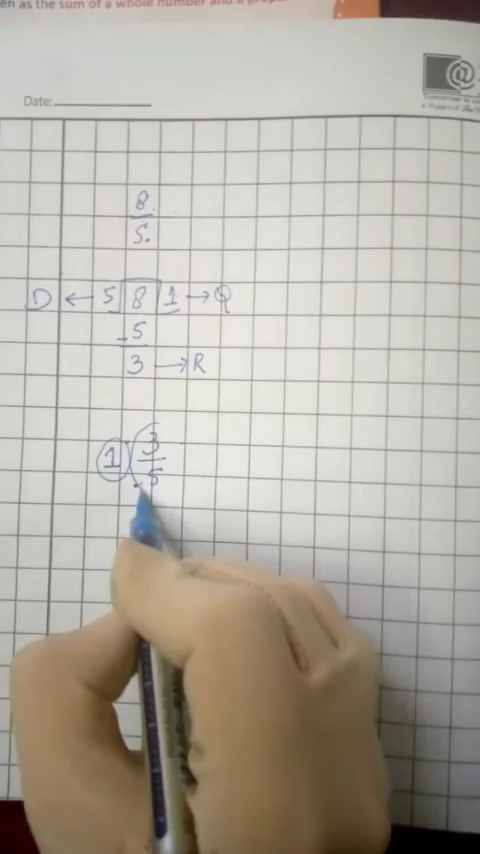 en as the sum of a whole number and a prope
Date:
@
8
5
D ← 5 8 1 → Q
- 5
3 → R
1 3
5